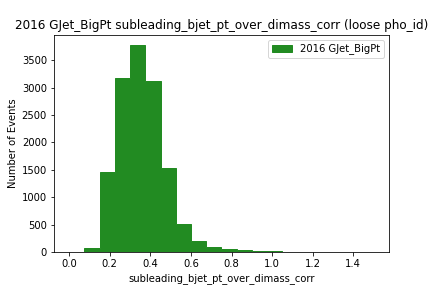 2016 GJet_BigPt subleading_bjet_pt_over_dimass_corr (loose pho_id)
2016 GJet_BigPt
Number of Events
3500
3000
2500
2000
1500
1000
500
0
0.0 0.2 0.4 0.6 0.8 1.0 1.2 1.4
subleading_bjet_pt_over_dimass_corr